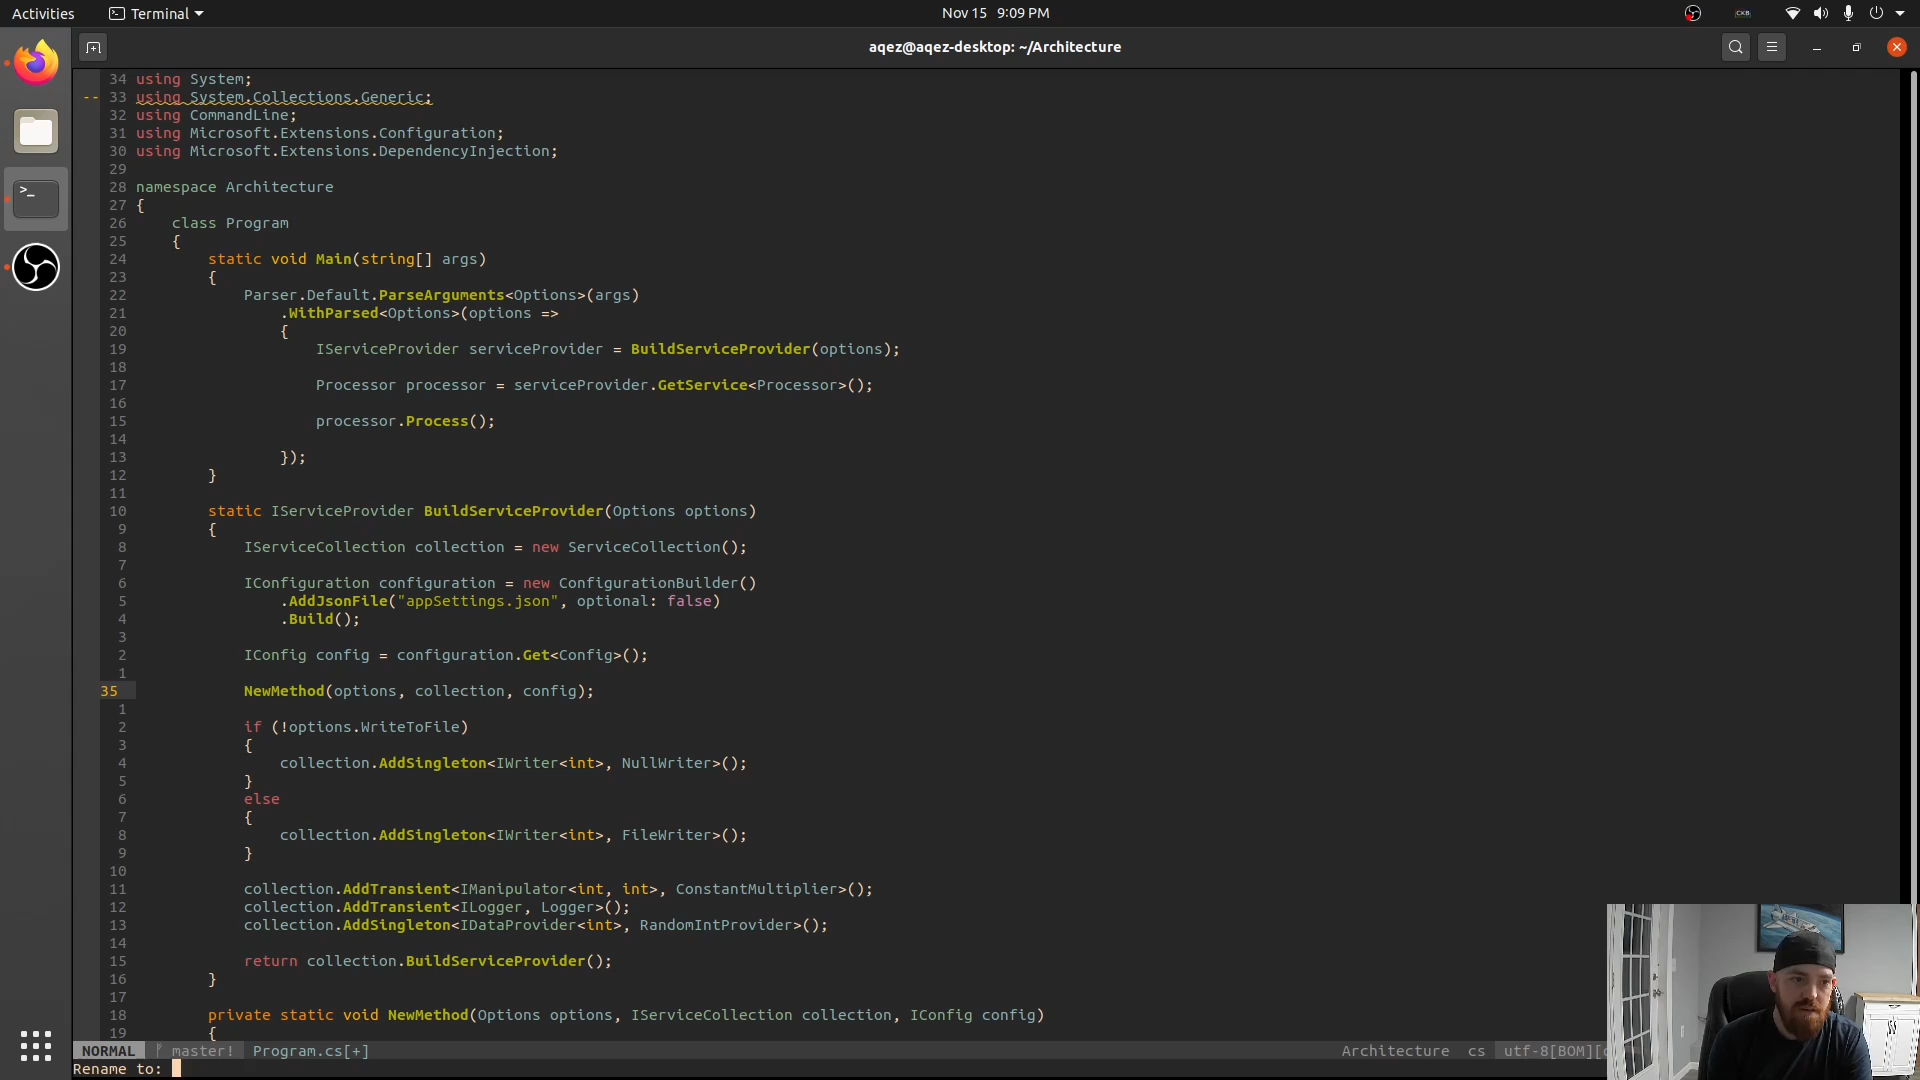 Activities
Terminal
Nov 15 9:09 PM
CKB
aqez@aqez-desktop: ~/Architecture
34 using System;
-- 33 using System.Collections.Generic;
32 using CommandLine;
31 using Microsoft.Extensions.Configuration;
30 using Microsoft.Extensions.DependencyInjection;
29
28 namespace Architecture
27 {
26     class Program
25     {
24         static void Main(string[] args)
23         {
22             Parser.Default.ParseArguments<Options>(args)
21                 .WithParsed<Options>(options =>
20                 {
19                     IServiceProvider serviceProvider = BuildServiceProvider(options);
18
17                     Processor processor = serviceProvider.GetService<Processor>();
16
15                     processor.Process();
14
13                 });
12         }
11
10         static IServiceProvider BuildServiceProvider(Options options)
9         {
8             IServiceCollection collection = new ServiceCollection();
7
6             IConfiguration configuration = new ConfigurationBuilder()
5                 .AddJsonFile("appSettings.json", optional: false)
4                 .Build();
3
2             IConfig config = configuration.Get<Config>();
1
35             NewMethod(options, collection, config);
1
2             if (!options.WriteToFile)
3             {
4                 collection.AddSingleton<IWriter<int>, NullWriter>();
5             }
6             else
7             {
8                 collection.AddSingleton<IWriter<int>, FileWriter>();
9             }
10
11             collection.AddTransient<IManipulator<int, int>, ConstantMultiplier>();
12             collection.AddTransient<ILogger, Logger>();
13             collection.AddSingleton<IDataProvider<int>, RandomIntProvider>();
14
15             return collection.BuildServiceProvider();
16         }
17
18         private static void NewMethod(Options options, IServiceCollection collection, IConfig config)
19         {
NORMAL master! Program.cs[+] Architecture cs utf-8[BOM][
Rename to: